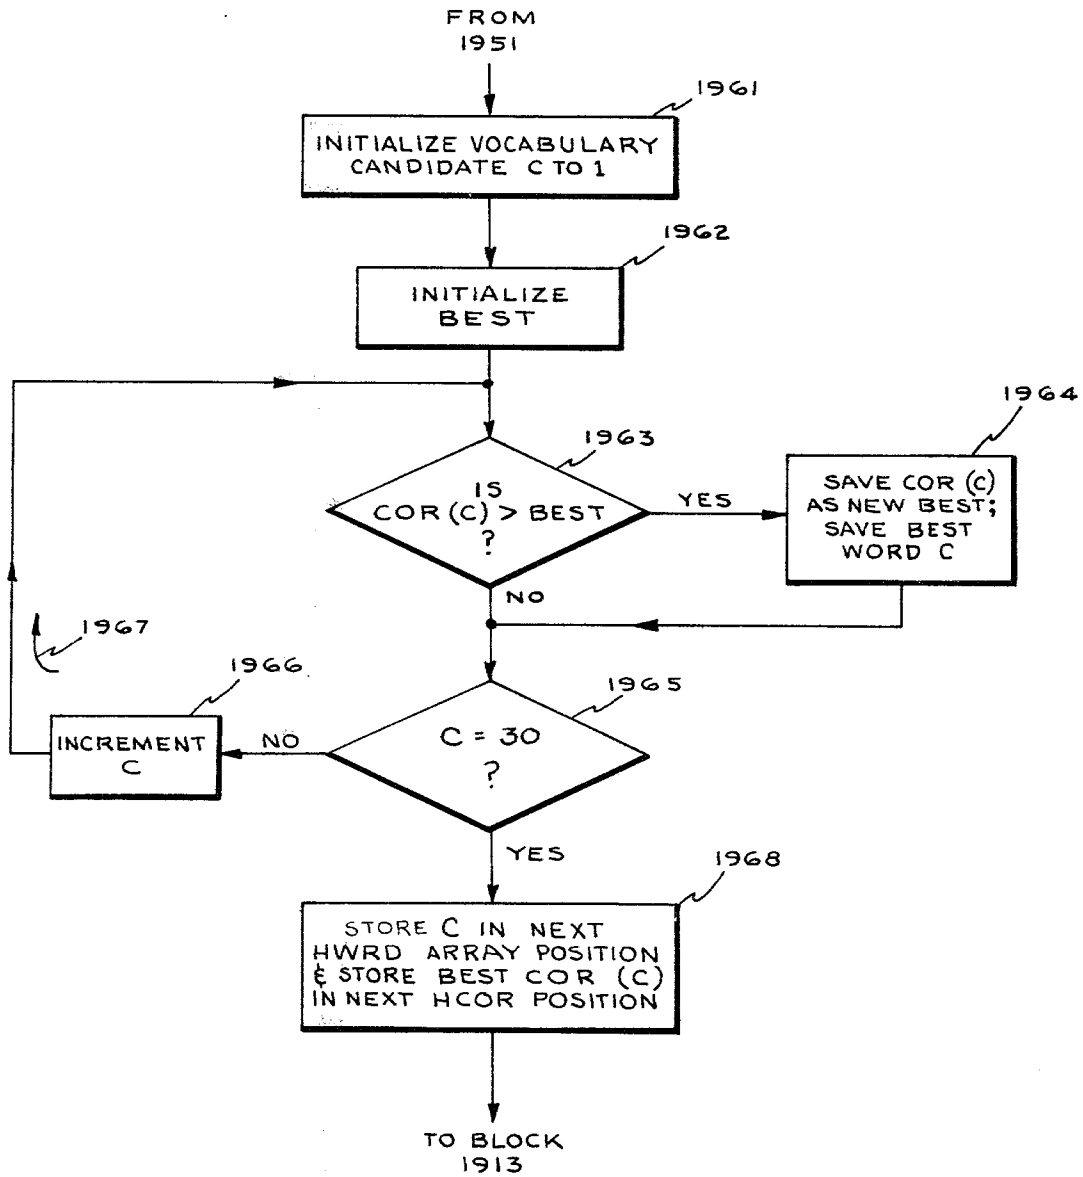 FROM
1951
1961
INITIALIZE VOCABULARY
CANDIDATE C TO 1
1962
INITIALIZE
BEST
1963
IS
COR (C) > BEST
?
YES
NO
1964
SAVE COR (C)
AS NEW BEST;
SAVE BEST
WORD C
1965
C = 30
?
NO
YES
1966
INCREMENT
C
1967
1968
STORE C IN NEXT
HWRD ARRAY POSITION
& STORE BEST COR (C)
IN NEXT HCOR POSITION
TO BLOCK
1913